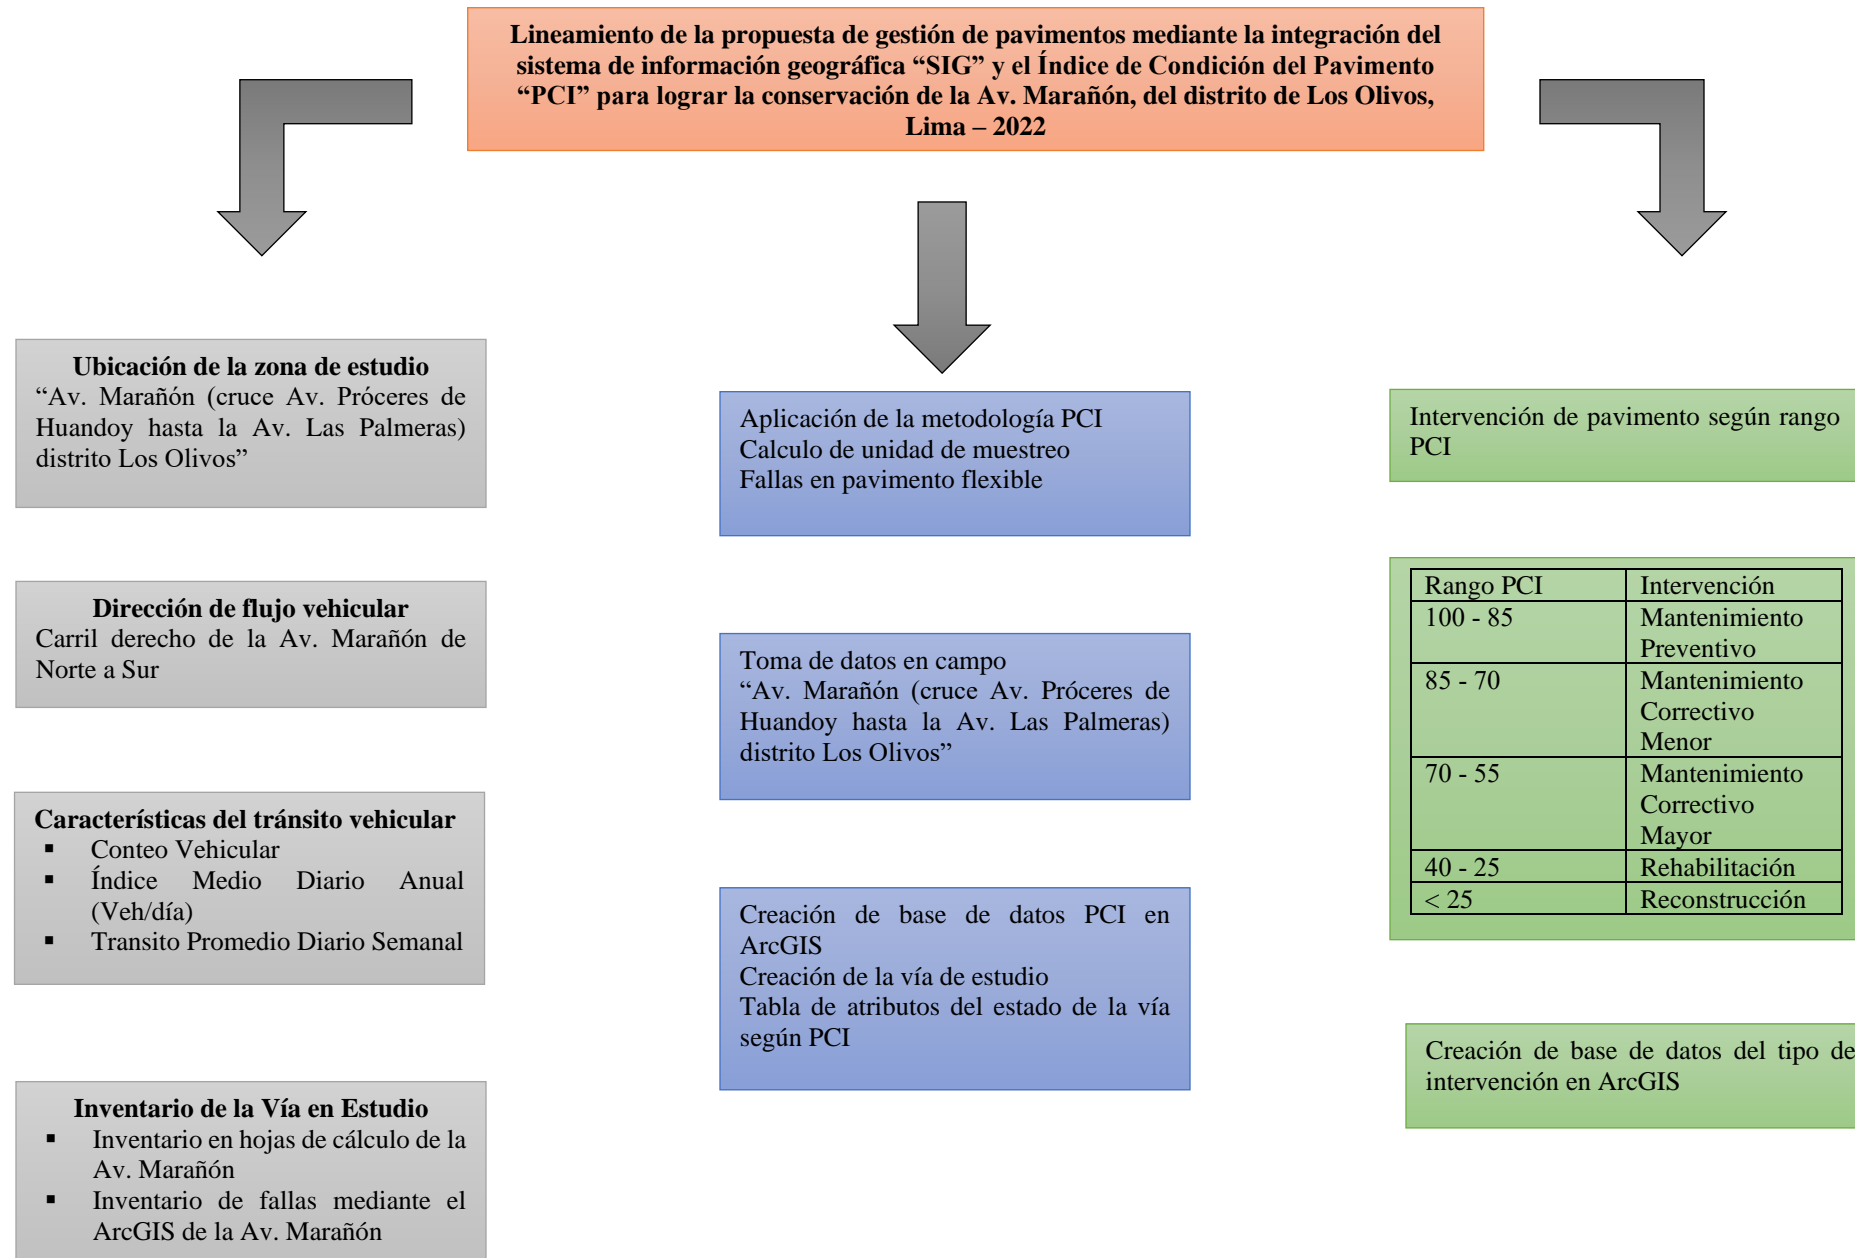 Lineamiento de la propuesta de gestión de pavimentos mediante la integración del
sistema de información geográfica “SIG” y el Índice de Condición del Pavimento
“PCI” para lograr la conservación de la Av. Marañón, del distrito de Los Olivos,
Lima – 2022
Ubicación de la zona de estudio
“Av. Marañón (cruce Av. Próceres de
Huandoy hasta la Av. Las Palmeras)
distrito Los Olivos”
Dirección de flujo vehicular
Carril derecho de la Av. Marañón de
Norte a Sur
Características del tránsito vehicular
▪ Conteo Vehicular
▪ Índice Medio Diario Anual
(Veh/día)
▪ Transito Promedio Diario Semanal
Inventario de la Vía en Estudio
▪ Inventario en hojas de cálculo de la
Av. Marañón
▪ Inventario de fallas mediante el
ArcGIS de la Av. Marañón
Aplicación de la metodología PCI
Calculo de unidad de muestreo
Fallas en pavimento flexible
Toma de datos en campo
“Av. Marañón (cruce Av. Próceres de
Huandoy hasta la Av. Las Palmeras)
distrito Los Olivos”
Creación de base de datos PCI en
ArcGIS
Creación de la vía de estudio
Tabla de atributos del estado de la vía
según PCI
Intervención de pavimento según rango
PCI
Rango PCI Intervención
100 - 85 Mantenimiento
Preventivo
85 - 70 Mantenimiento
Correctivo
Menor
70 - 55 Mantenimiento
Correctivo
Mayor
40 - 25 Rehabilitación
< 25 Reconstrucción
Creación de base de datos del tipo de
intervención en ArcGIS